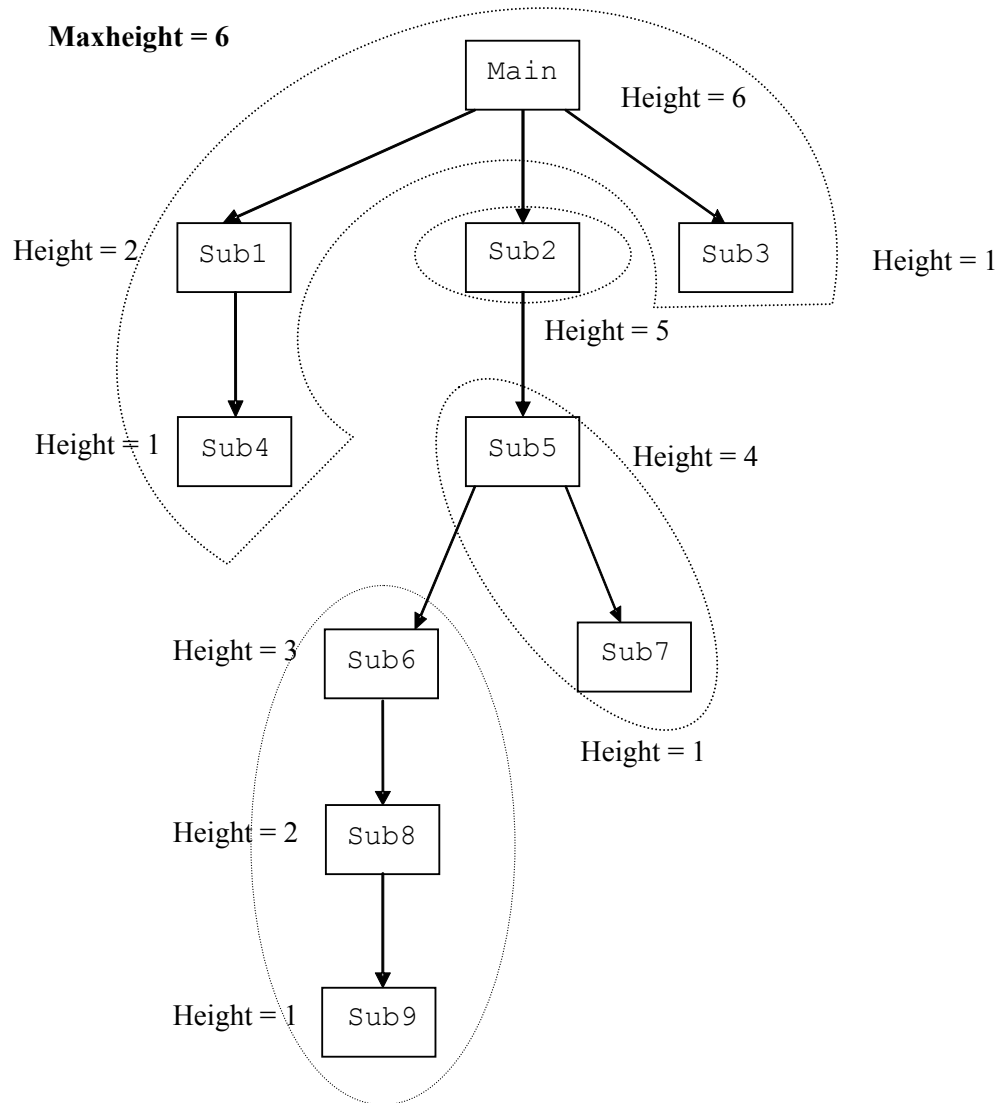 Maxheight = 6
Main
Height = 6
Height = 2
Sub1
Sub2
Sub3
Height = 1
Height = 5
Height = 1
Sub4
Sub5
Height = 4
Height = 3
Sub6
Sub7
Height = 1
Height = 2
Sub8
Height = 1
Sub9